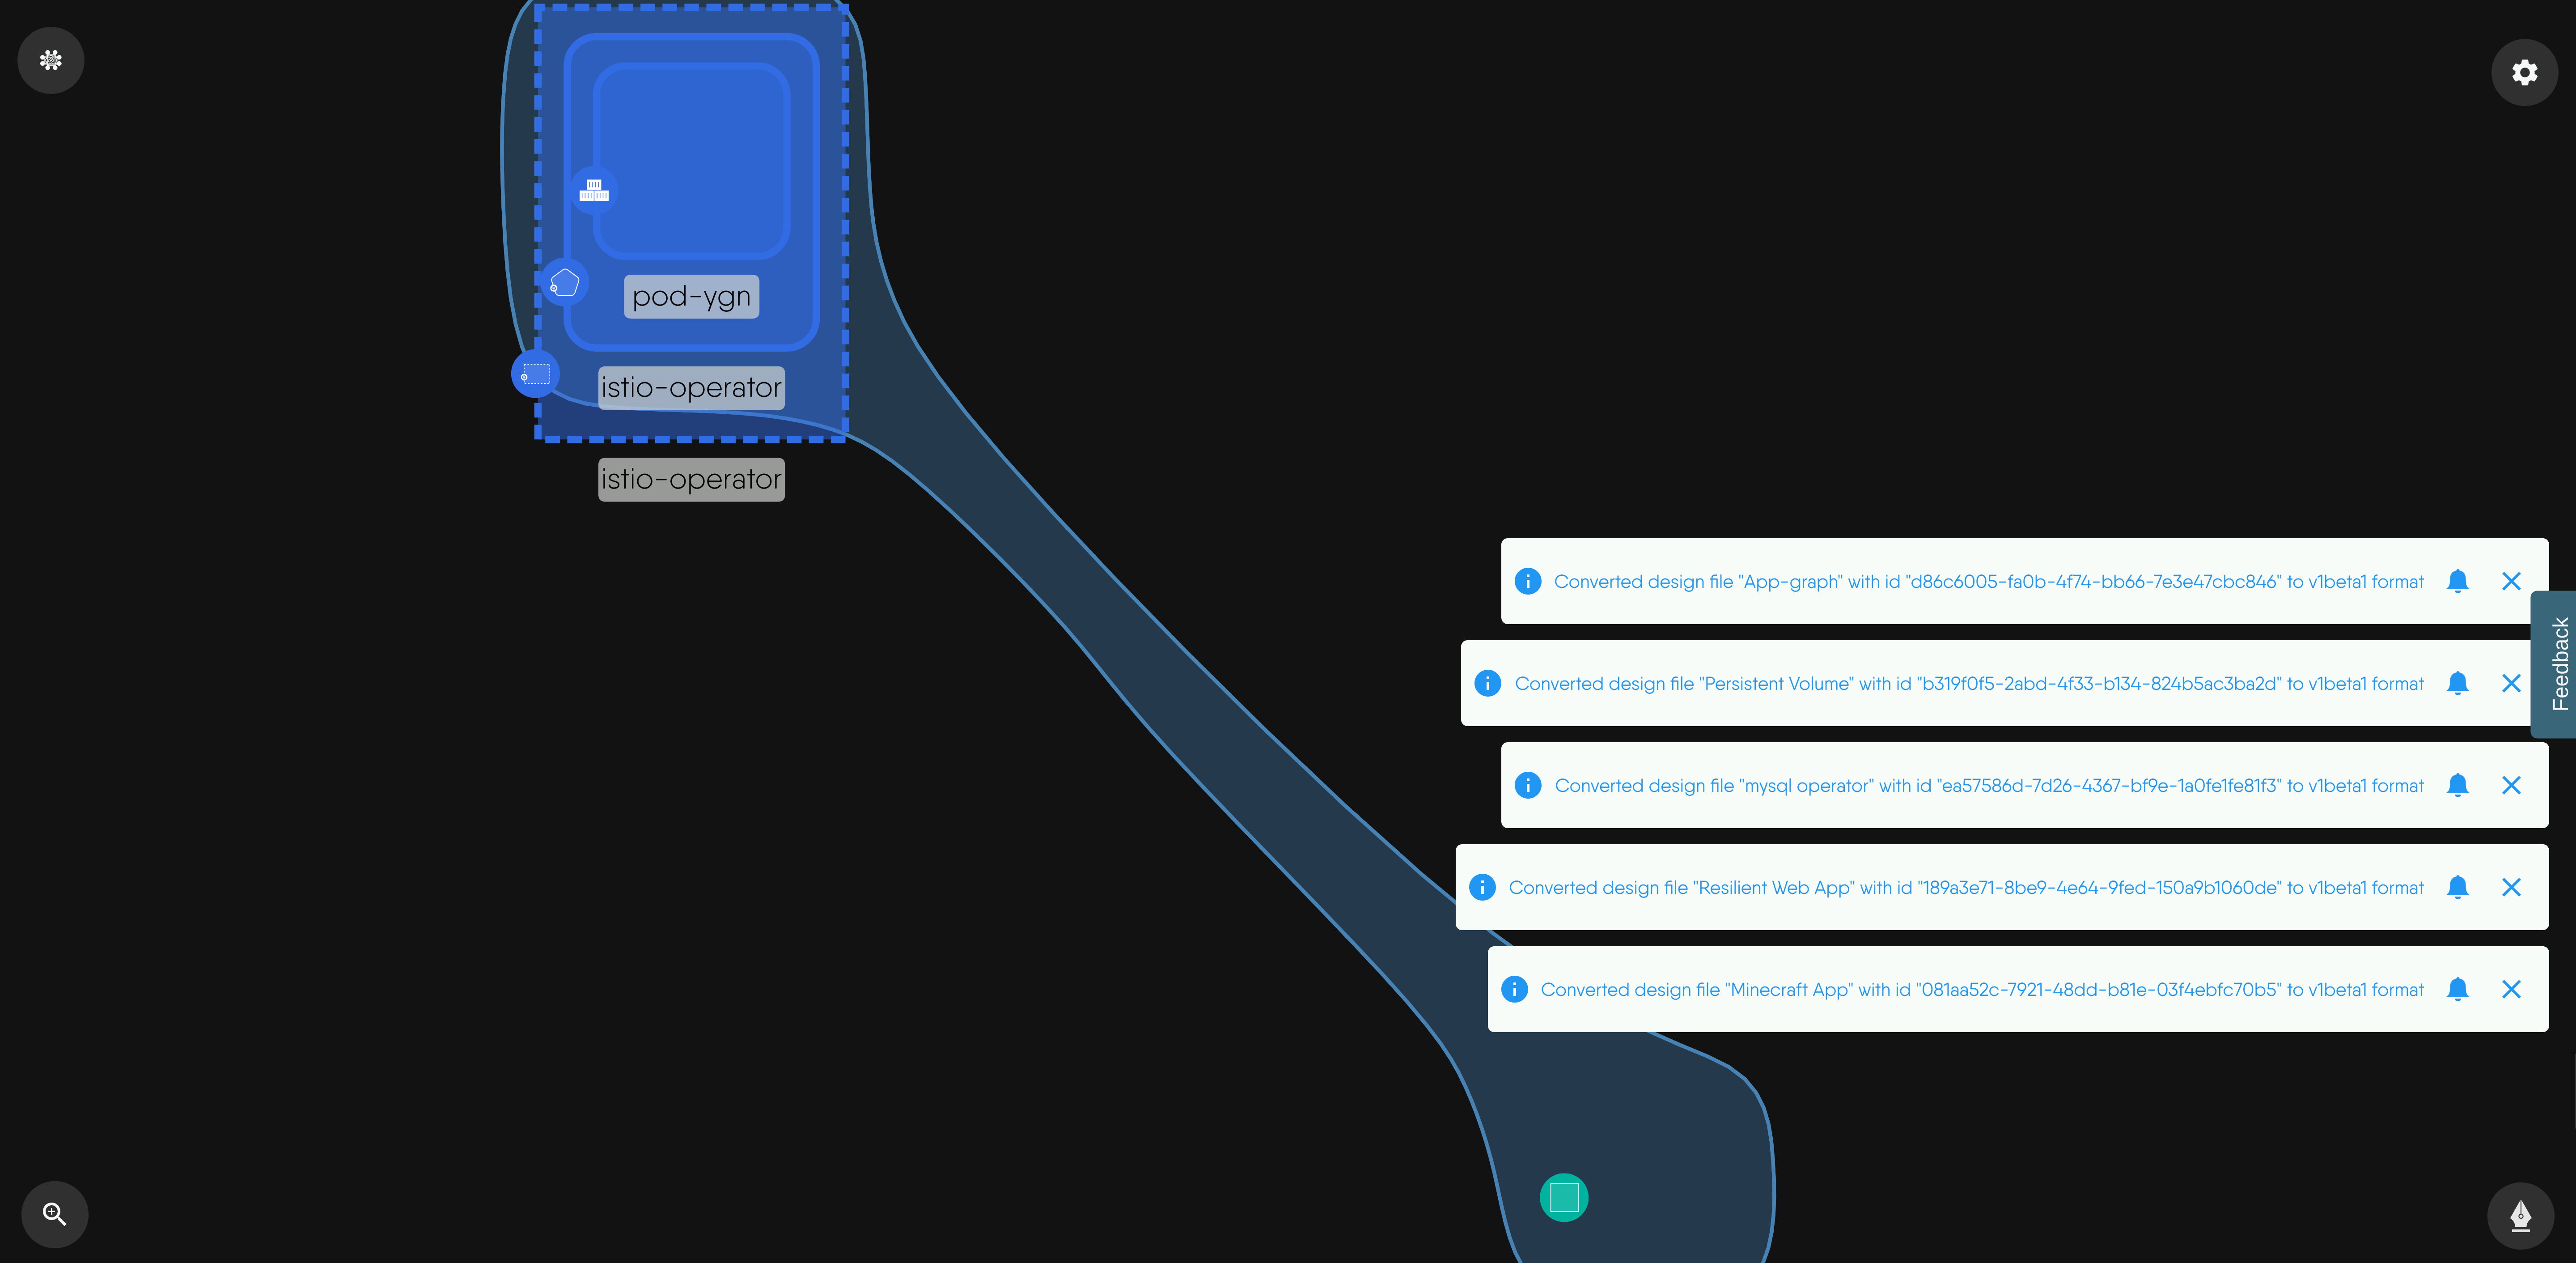 pod-ygn
istio-operator
istio-operator
Converted design file "App-graph" with id "d86c6005-fa0b-4f74-bb66-7e3e47cbc846" to v1beta1 format
Converted design file "Persistent Volume" with id "b319f0f5-2abd-4f33-b134-824b5ac3ba2d" to v1beta1 format
Converted design file "mysql operator" with id "ea57586d-7d26-4367-bf9e-1a0fe1fe81f3" to v1beta1 format
Converted design file "Resilient Web App" with id "189a3e71-8be9-4e64-9fed-150a9b1060de" to v1beta1 format
Converted design file "Minecraft App" with id "081aa52c-7921-48dd-b81e-03f4ebfc70b5" to v1beta1 format
Feedback